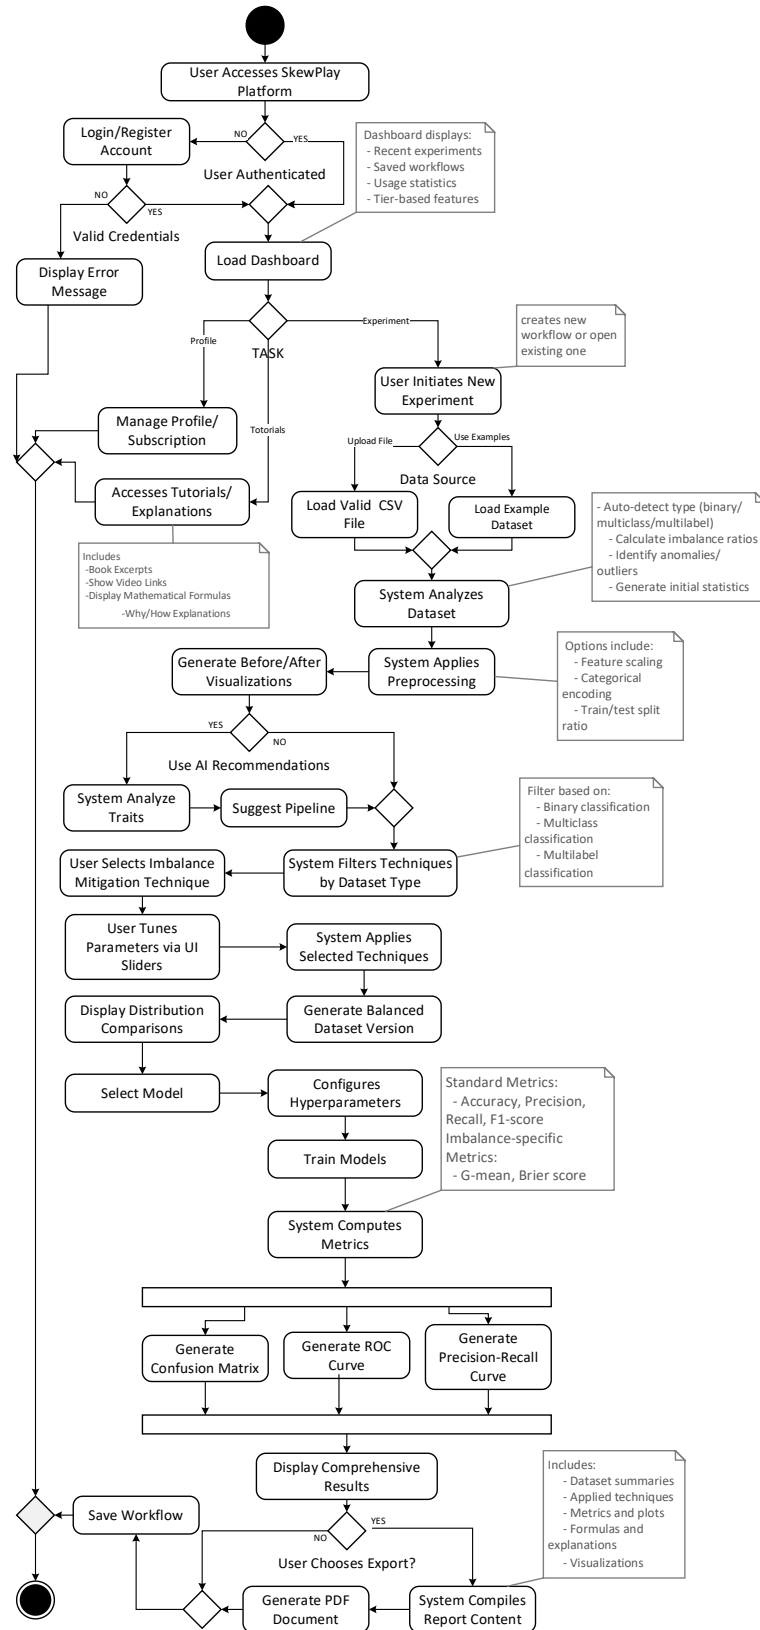 User Accesses SkewPlay
Platform
Login/Register
Account
NO
YES
User Authenticated
Dashboard displays:
- Recent experiments
- Saved workflows
- Usage statistics
- Tier-based features
NO
YES
Valid Credentials
Load Dashboard
Display Error
Message
Experiment
Profile
TASK
creates new
workflow or open
existing one
User Initiates New
Experiment
Manage Profile/
Subscription
Totorials
Upload File
Use Examples
Data Source
Accesses Tutorials/
Explanations
Load Valid CSV
File
Load Example
Dataset
- Auto-detect type (binary/
multiclass/multilabel)
- Calculate imbalance ratios
- Identify anomalies/
outliers
- Generate initial statistics
Includes
-Book Excerpts
-Show Video Links
-Display Mathematical Formulas
-Why/How Explanations
System Analyzes
Dataset
Generate Before/After
Visualizations
System Applies
Preprocessing
Options include:
- Feature scaling
- Categorical
encoding
- Train/test split
ratio
YES
NO
Use AI Recommendations
System Analyze
Traits
Suggest Pipeline
Filter based on:
- Binary classification
- Multiclass
classification
- Multilabel
classification
User Selects Imbalance
Mitigation Technique
System Filters Techniques
by Dataset Type
User Tunes
Parameters via UI
Sliders
System Applies
Selected Techniques
Display Distribution
Comparisons
Generate Balanced
Dataset Version
Select Model
Configures
Hyperparameters
Standard Metrics:
- Accuracy, Precision,
Recall, F1-score
Imbalance-specific
Metrics:
- G-mean, Brier score
Train Models
System Computes
Metrics
Generate
Confusion Matrix
Generate ROC
Curve
Generate
Precision-Recall
Curve
Display Comprehensive
Results
Includes:
- Dataset summaries
- Applied techniques
- Metrics and plots
- Formulas and
explanations
- Visualizations
Save Workflow
YES
NO
User Chooses Export?
Generate PDF
Document
System Compiles
Report Content